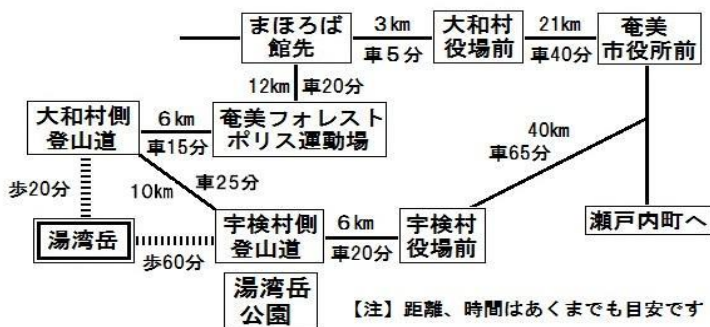 まほろば
館先
3km
車5分
大和村
役場前
21km
車40分
奄美
市役所前
12km
車20分
大和村側
登山道
6km
車15分
奄美フォレスト
ポリス運動場
40km
車65分
歩20分
10km
車25分
湯湾岳
歩60分
宇検村側
登山道
6km
車20分
宇検村
役場前
瀬戸内町へ
湯湾岳
公園
【注】距離、時間はあくまでも目安です